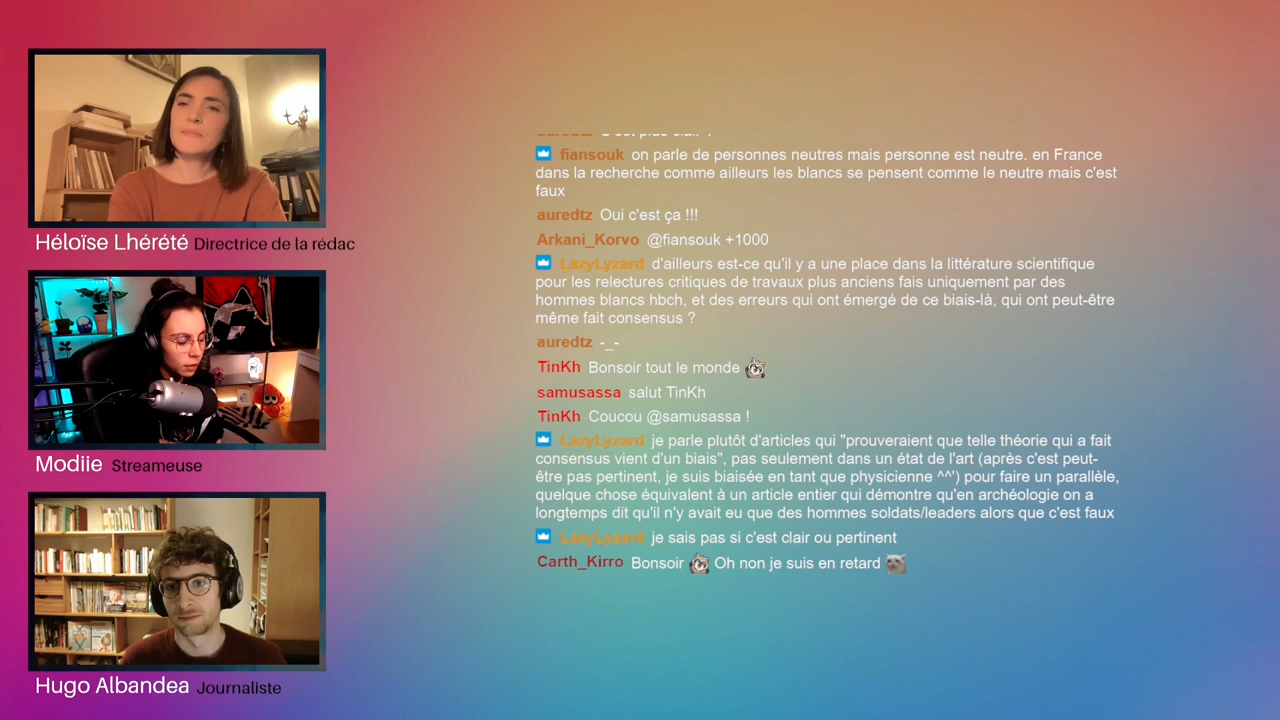 Héloïse Lhérété Directrice de la rédac
Modiie Streameuse
Hugo Albandea Journaliste
fiansouk on parle de personnes neutres mais personne est neutre. en France
dans la recherche comme ailleurs les blancs se pensent comme le neutre mais c'est
faux
auredtz Oui c'est ça !!!
Arkani_Korvo @fiansouk +1000
LazyLyzard d'ailleurs est-ce qu'il y a une place dans la littérature scientifique
pour les relectures critiques de travaux plus anciens fais uniquement par des
hommes blancs hbch, et des erreurs qui ont émergé de ce biais-là, qui ont peut-être
même fait consensus ?
auredtz -_-
TinKh Bonsoir tout le monde
samusassa salut TinKh
TinKh Coucou @samusassa !
LazyLyzard je parle plutôt d'articles qui "prouveraient que telle théorie qui a fait
consensus vient d'un biais", pas seulement dans un état de l'art (après c'est peut-
être pas pertinent, je suis biaisée en tant que physicienne ^^') pour faire un parallèle,
quelque chose équivalent à un article entier qui démontre qu'en archéologie on a
longtemps dit qu'il n'y avait eu que des hommes soldats/leaders alors que c'est faux
LazyLyzard je sais pas si c'est clair ou pertinent
Carth_Kirro Bonsoir Oh non je suis en retard